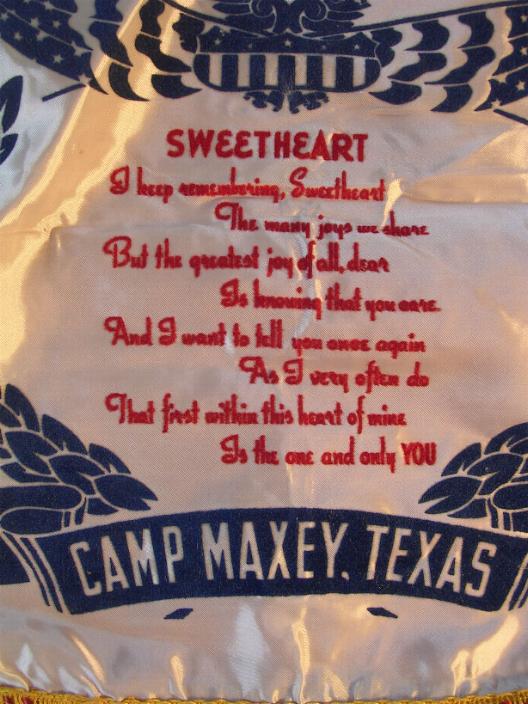 SWEETHEART
I keep remembering, Sweetheart
The many joys we share
But the greatest joy of all, dear
Is knowing that you care.
And I want to tell you once again
As I very often do
That first within this heart of mine
Is the one and only YOU
CAMP MAXEY, TEXAS